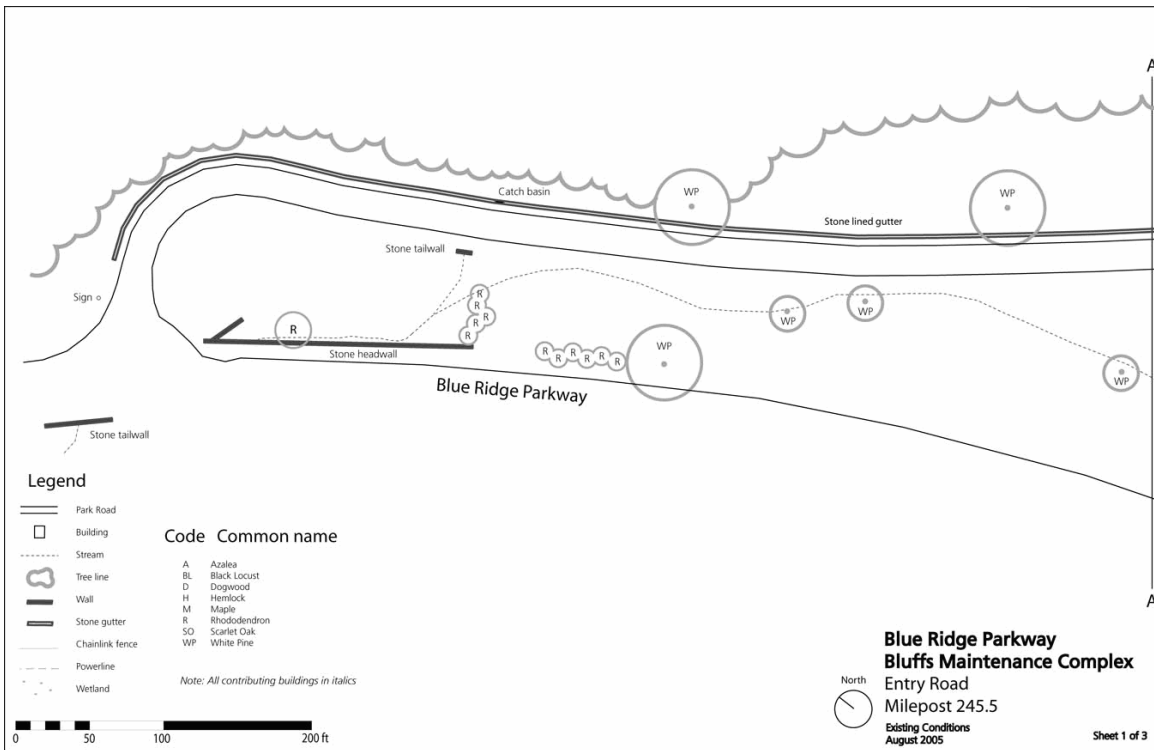 A
WP
WP
Catch basin
Stone lined gutter
Stone tailwall
Sign
R
R
R
R
R
WP
WP
R
Stone headwall
R
R
R
R
R
R
WP
WP
Blue Ridge Parkway
Stone tailwall
Legend
Park Road
Building
Stream
Tree line
Wall
Stone gutter
Chainlink fence
Powerline
Wetland
Code Common name
A Azalea
BL Black Locust
D Dogwood
H Hemlock
M Maple
R Rhododendron
SO Scarlet Oak
WP White Pine
Note: All contributing buildings in italics
0 50 100 200 ft
A
Blue Ridge Parkway
Bluffs Maintenance Complex
North
Entry Road
Milepost 245.5
Existing Conditions
August 2005
Sheet 1 of 3